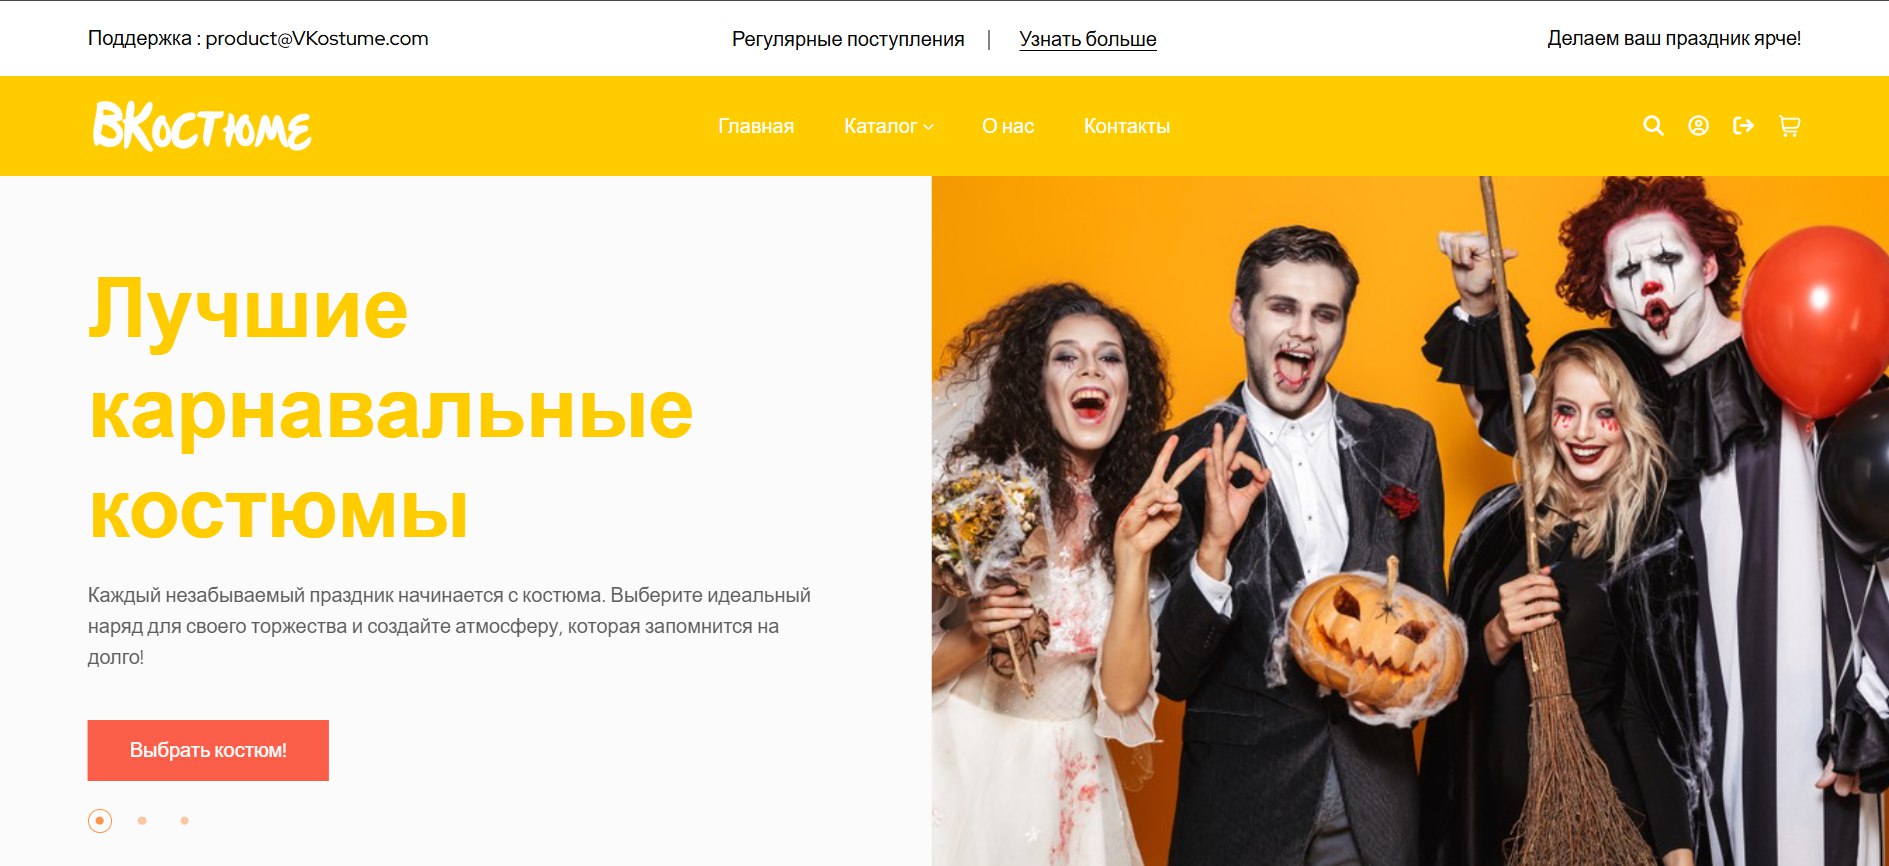 Поддержка : product@VKostume.com
Регулярные поступления | Узнать больше
Делаем ваш праздник ярче!
ВКостюме
Главная
Каталог
О нас
Контакты
Лучшие
карнавальные
костюмы
Каждый незабываемый праздник начинается с костюма. Выберите идеальный
наряд для своего торжества и создайте атмосферу, которая запомнится на
долго!
Выбрать костюм!